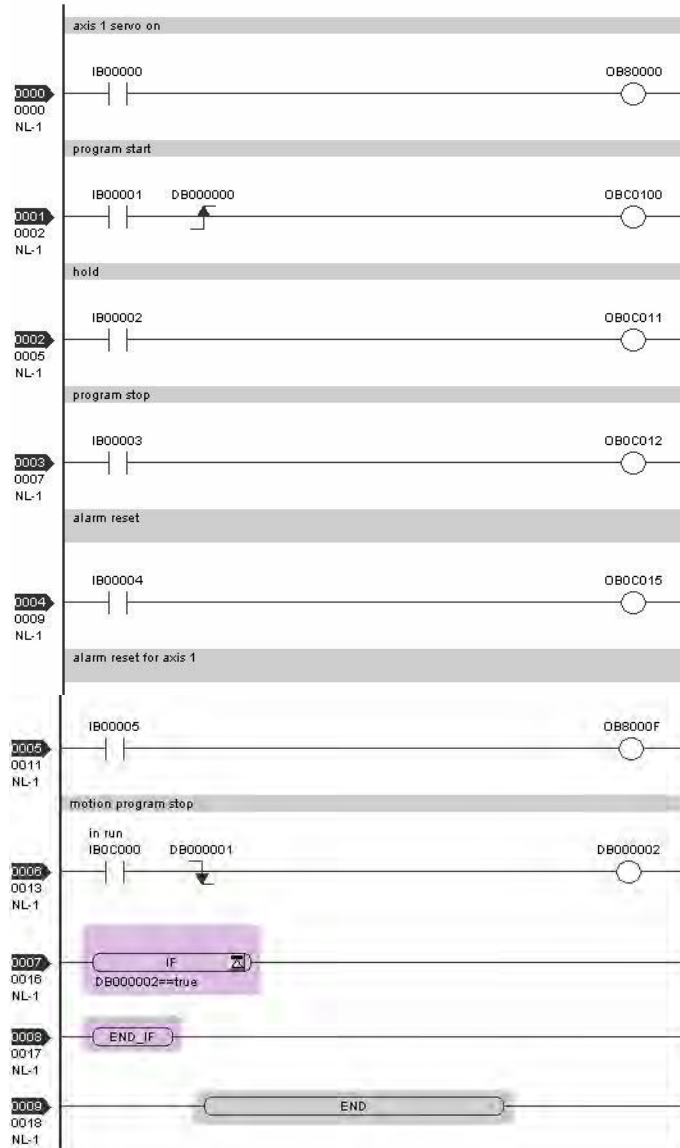 axis 1 servo on
IB00000 OB80000
0000
0000
NL-1
program start
IB00001 DB000000 OBC0100
0001
0002
NL-1
hold
IB00002 OB0C011
0002
0005
NL-1
program stop
IB00003 OB0C012
0003
0007
NL-1
alarm reset
IB00004 OB0C015
0004
0009
NL-1
alarm reset for axis 1
IB00005 OB8000F
0005
0011
NL-1
motion program stop
in run
IB0C000 DB000001 DB000002
0006
0013
NL-1
0007 IF
0016 DB000002==true
NL-1
0008 END_IF
0017
NL-1
0009 END
0018
NL-1